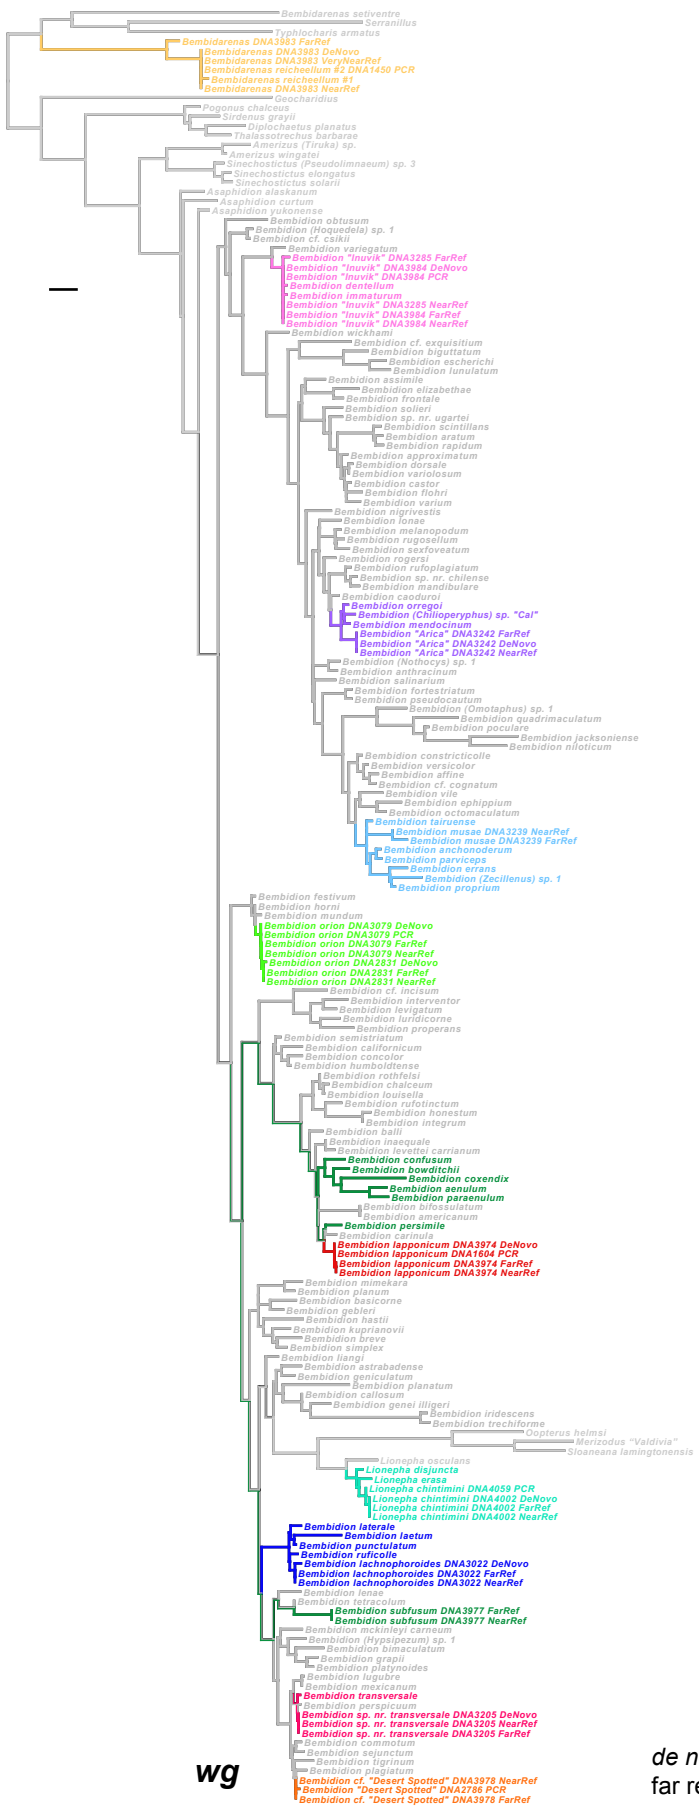 Bembidarenas setiventre
Serranillus
Typhlocharis armatus
Bembidarenas DNA3983 FarRef
Bembidarenas DNA3983 DeNovo
Bembidarenas DNA3983 VeryNearRef
Bembidarenas reicheellum #2 DNA1450 PCR
Bembidarenas reicheellum #1
Bembidarenas DNA3983 NearRef
Geocharidius
Pogonus chalceus
Sirdenus grayii
Diplochaetus planatus
Thalassotrechus barbarae
Amerizus (Tiruka) sp.
Amerizus wingatei
Sinechostictus (Pseudolimnaeum) sp. 3
Sinechostictus elongatus
Sinechostictus solarii
Asaphidion alaskanum
Asaphidion curtum
Asaphidion yukonense
Bembidion obtusum
Bembidion (Hoquedela) sp. 1
Bembidion cf. csikii
Bembidion variegatum
Bembidion "Inuvik" DNA3285 FarRef
Bembidion "Inuvik" DNA3984 DeNovo
Bembidion "Inuvik" DNA3984 PCR
Bembidion dentellum
Bembidion immaturum
Bembidion "Inuvik" DNA3285 NearRef
Bembidion "Inuvik" DNA3984 FarRef
Bembidion "Inuvik" DNA3984 NearRef
Bembidion wickhami
Bembidion cf. exquisitium
Bembidion biguttatum
Bembidion escherichi
Bembidion lunulatum
Bembidion assimile
Bembidion elizabethae
Bembidion frontale
Bembidion solieri
Bembidion sp. nr. ugartei
Bembidion scintillans
Bembidion aratum
Bembidion rapidum
Bembidion approximatum
Bembidion dorsale
Bembidion variolosum
Bembidion castor
Bembidion flohri
Bembidion varium
Bembidion nigrivestis
Bembidion ionae
Bembidion melanopodum
Bembidion rugosellum
Bembidion sexfoveatum
Bembidion rogersi
Bembidion rufoplagiatum
Bembidion sp. nr. chilense
Bembidion mandibulare
Bembidion caoduroi
Bembidion orregoi
Bembidion (Chilioperyphus) sp. "Cal"
Bembidion mendocinum
Bembidion "Arica" DNA3242 FarRef
Bembidion "Arica" DNA3242 DeNovo
Bembidion "Arica" DNA3242 NearRef
Bembidion (Nothocys) sp. 1
Bembidion anthracinum
Bembidion salinarium
Bembidion fortestriatum
Bembidion pseudocautum
Bembidion (Omotaphus) sp. 1
Bembidion quadrimaculatum
Bembidion poculare
Bembidion jacksoniense
Bembidion niloticum
Bembidion constricticolle
Bembidion versicolor
Bembidion affine
Bembidion cf. cognatum
Bembidion vile
Bembidion ephippium
Bembidion octomaculatum
Bembidion tairuense
Bembidion musae DNA3239 NearRef
Bembidion musae DNA3239 FarRef
Bembidion anchonoderum
Bembidion parviceps
Bembidion errans
Bembidion (Zecillenus) sp. 1
Bembidion proprium
Bembidion festivum
Bembidion horni
Bembidion mundum
Bembidion orion DNA3079 DeNovo
Bembidion orion DNA3079 PCR
Bembidion orion DNA3079 FarRef
Bembidion orion DNA3079 NearRef
Bembidion orion DNA2831 DeNovo
Bembidion orion DNA2831 FarRef
Bembidion orion DNA2831 NearRef
Bembidion cf. incisum
Bembidion interventor
Bembidion levigatum
Bembidion luridicorne
Bembidion properans
Bembidion semistriatum
Bembidion californicum
Bembidion concolor
Bembidion humboldtense
Bembidion rothfelsi
Bembidion chalceum
Bembidion louisella
Bembidion rufotinctum
Bembidion honestum
Bembidion integrum
Bembidion balli
Bembidion inaequale
Bembidion levettei carrianum
Bembidion confusum
Bembidion bowditchii
Bembidion coxendix
Bembidion aenulum
Bembidion paraenulum
Bembidion bifossulatum
Bembidion americanum
Bembidion persimile
Bembidion carinula
Bembidion lapponicum DNA3974 DeNovo
Bembidion lapponicum DNA1604 PCR
Bembidion lapponicum DNA3974 FarRef
Bembidion lapponicum DNA3974 NearRef
Bembidion mimekara
Bembidion planum
Bembidion basicorne
Bembidion gebleri
Bembidion hastii
Bembidion kuprianovii
Bembidion breve
Bembidion simplex
Bembidion liangi
Bembidion astrabadense
Bembidion geniculatum
Bembidion planatum
Bembidion callosum
Bembidion genei illigeri
Bembidion iridescens
Bembidion trechiforme
Oopterus helmsi
Merizodus "Valdivia"
Sloaneana lamingtonensis
Lionepha osculans
Lionepha disjuncta
Lionepha erasa
Lionepha chintimini DNA4059 PCR
Lionepha chintimini DNA4002 DeNovo
Lionepha chintimini DNA4002 FarRef
Lionepha chintimini DNA4002 NearRef
Bembidion laterale
Bembidion laetum
Bembidion punctulatum
Bembidion ruficolle
Bembidion lachnophoroides DNA3022 DeNovo
Bembidion lachnophoroides DNA3022 FarRef
Bembidion lachnophoroides DNA3022 NearRef
Bembidion lenae
Bembidion tetracolum
Bembidion subfusum DNA3977 FarRef
Bembidion subfusum DNA3977 NearRef
Bembidion mckinleyi carneum
Bembidion (Hypsipezum) sp. 1
Bembidion bimaculatum
Bembidion grapii
Bembidion platynoides
Bembidion lugubre
Bembidion mexicanum
Bembidion transversale
Bembidion perspicuum
Bembidion sp. nr. transversale DNA3205 DeNovo
Bembidion sp. nr. transversale DNA3205 NearRef
Bembidion sp. nr. transversale DNA3205 FarRef
Bembidion commotum
Bembidion sejunctum
Bembidion tigrinum
Bembidion plagiatum
Bembidion cf. "Desert Spotted" DNA3978 NearRef
Bembidion "Desert Spotted" DNA2786 PCR
Bembidion cf. "Desert Spotted" DNA3978 FarRef
wg
de n
far re